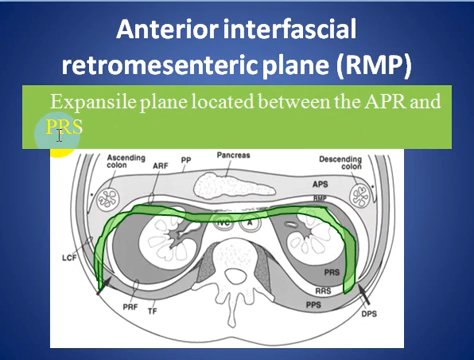 Anterior interfascial
retromesenteric plane (RMP)
Expansile plane located between the APR and
PRS
Ascending
colon
ARF
PP
Pancreas
Descending
colon
APS
RMP
IVC
A
LCF
PRS
RRS
PPS
PRF
TF
DPS